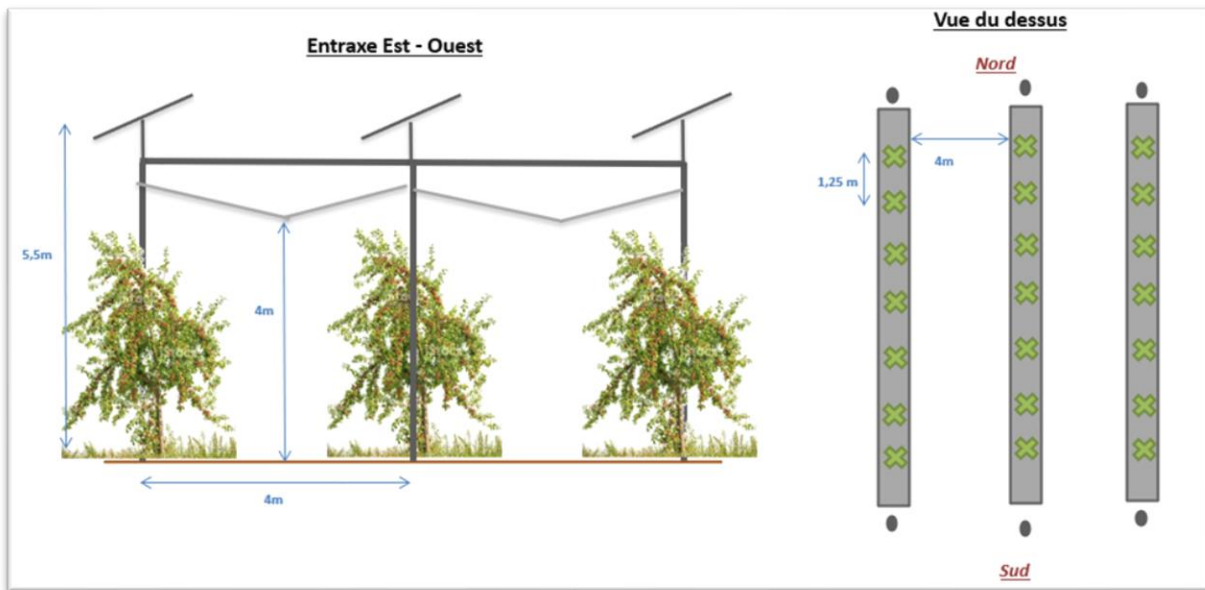 Entraxe Est - Ouest
5,5m
4m
4m
Vue du dessus
Nord
4m
1,25 m
Sud